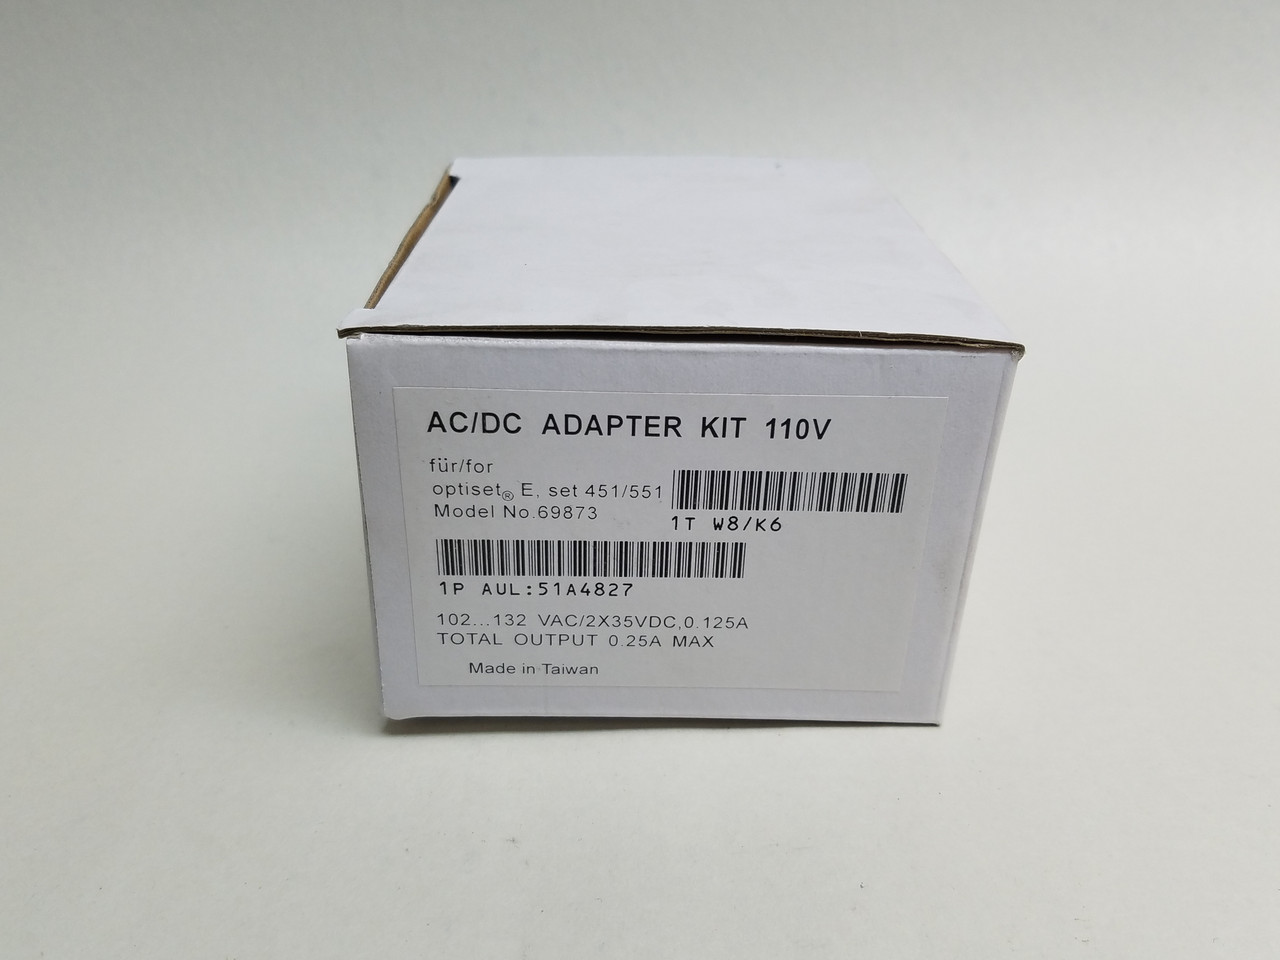 AC/DC ADAPTER KIT 110V
für/for
optiset® E, set 451/551
Model No.69873
1T W8/K6
1P AUL:51A4827
102...132 VAC/2X35VDC,0.125A
TOTAL OUTPUT 0.25A MAX
Made in Taiwan